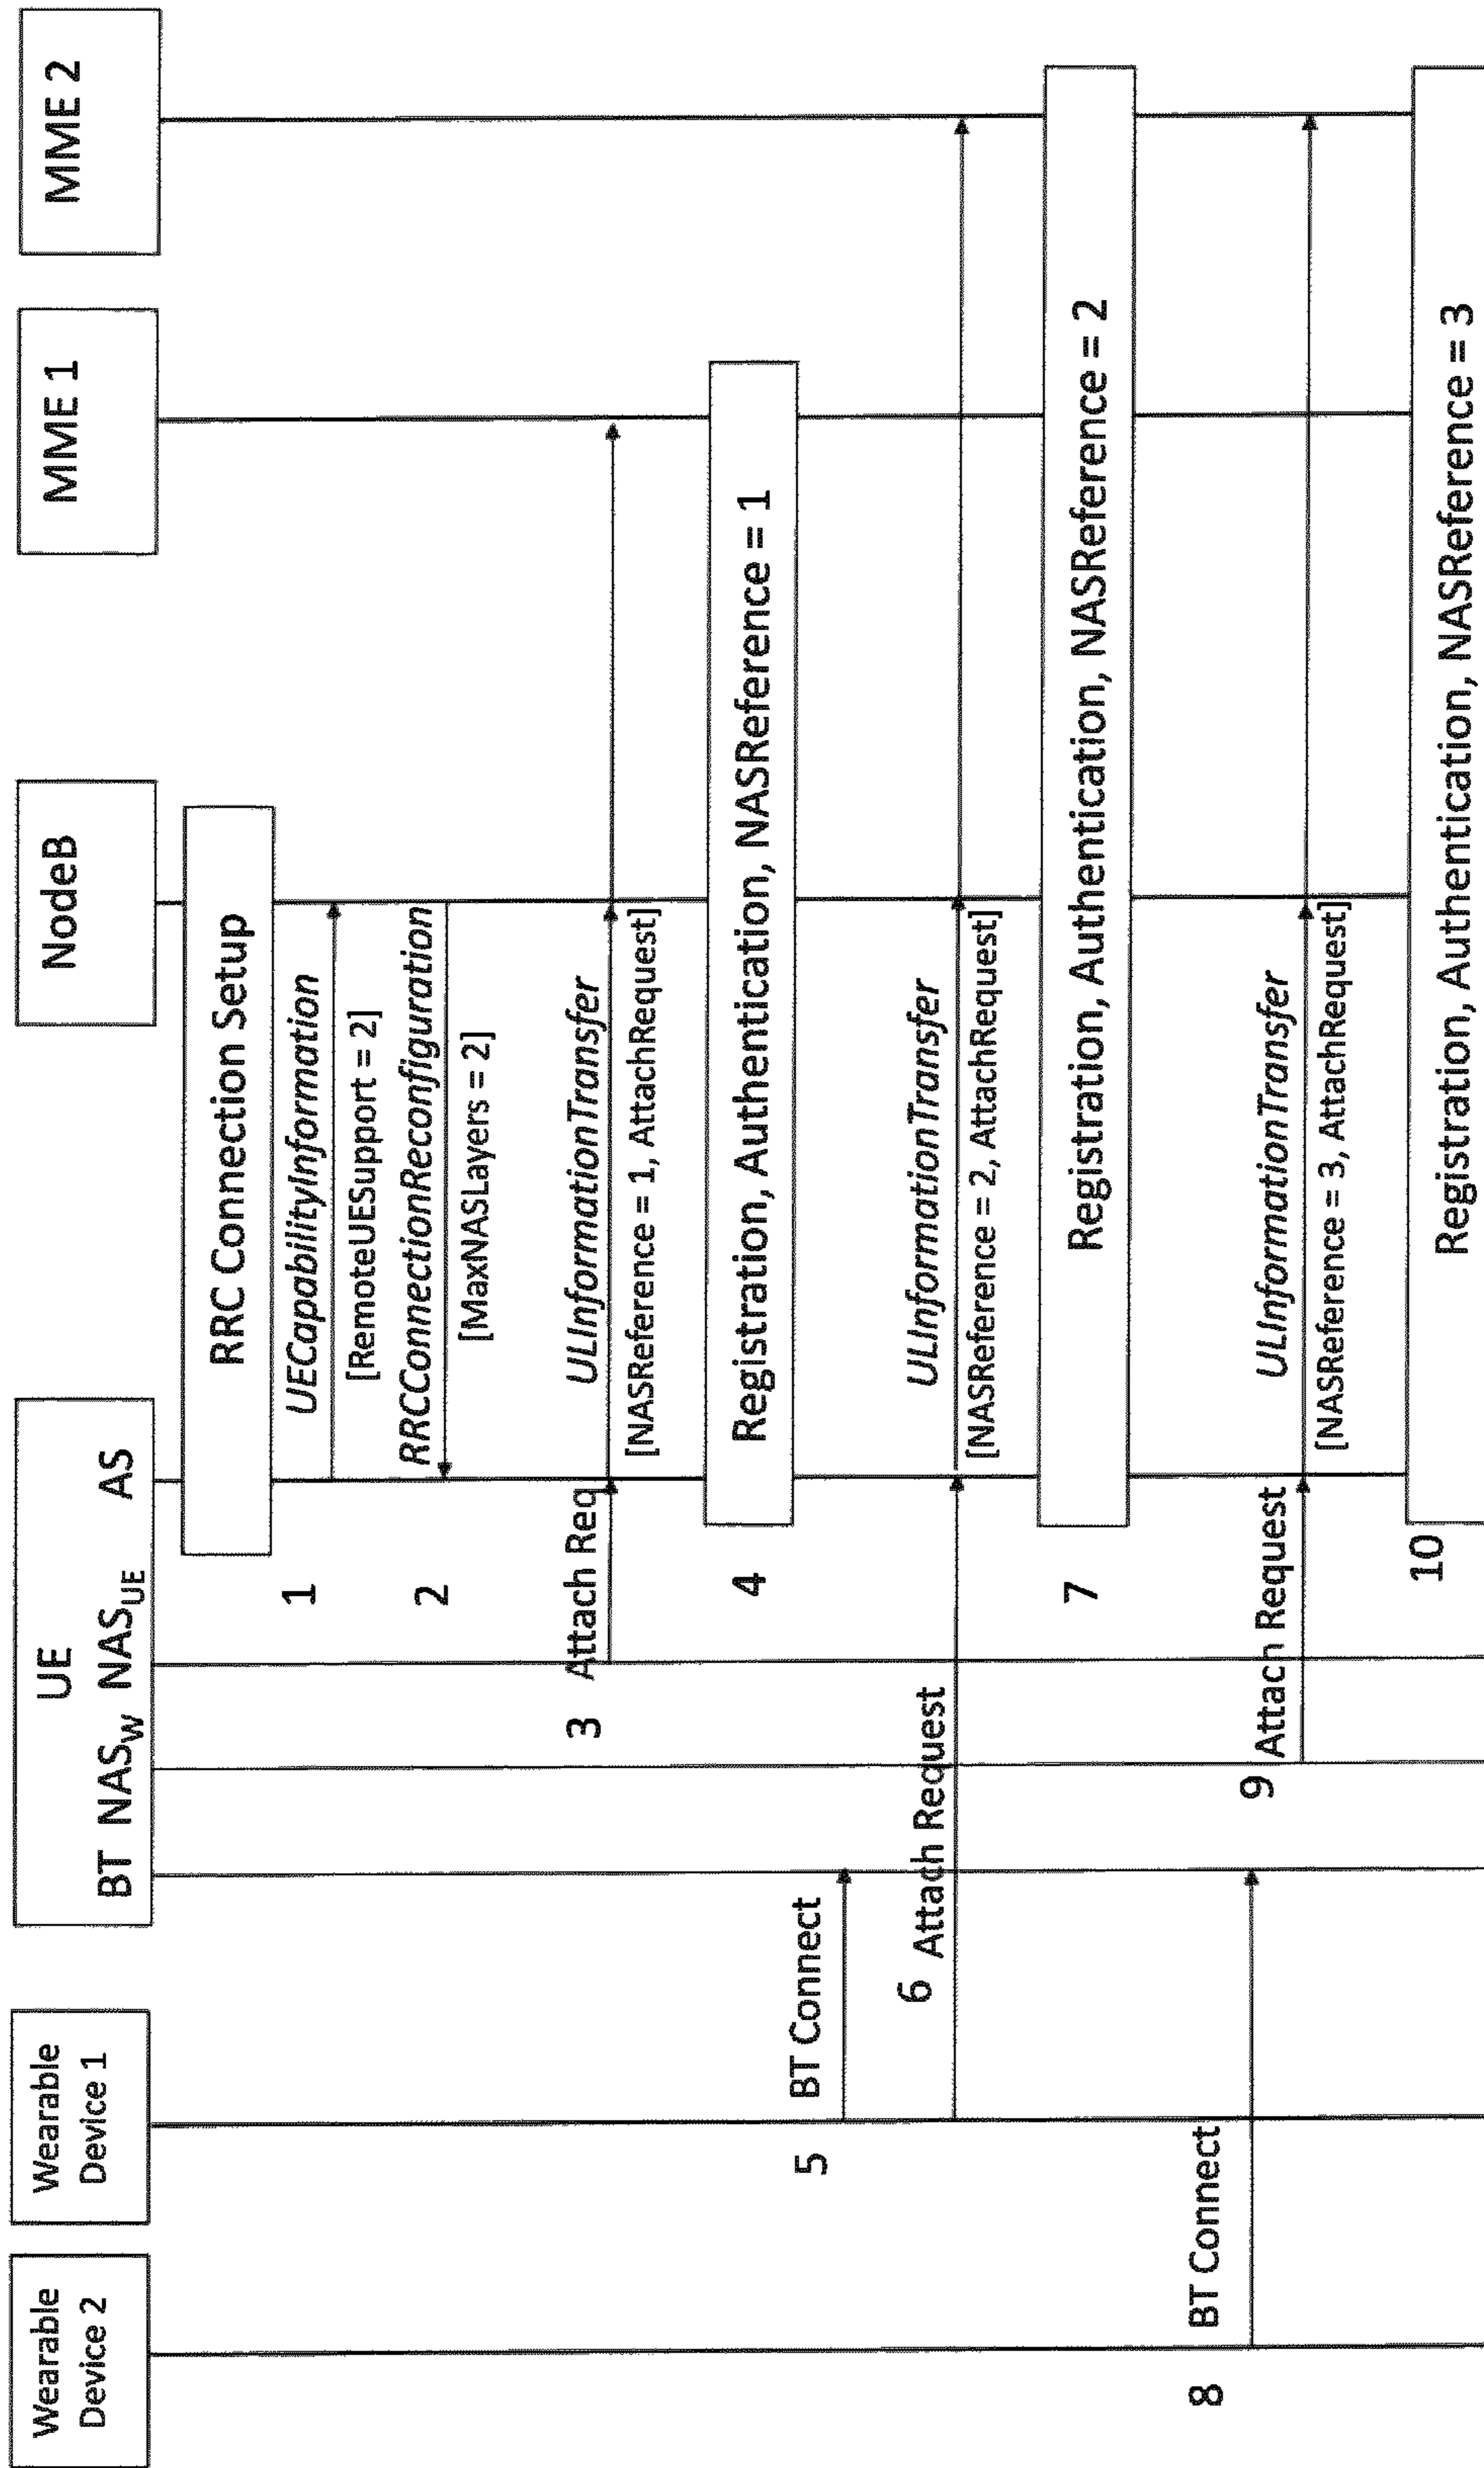 Wearable
Device 2
Wearable
Device 1
UE
BT NASW NASUE AS
NodeB
MME 1
MME 2
RRC Connection Setup
1
UECapabilityInformation
[RemoteUESupport = 2]
2
RRCConnectionReconfiguration
[MaxNASLayers = 2]
3
Attach Req
ULInformationTransfer
[NASReference = 1, AttachRequest]
4
Registration, Authentication, NASReference = 1
5
BT Connect
6
Attach Request
ULInformationTransfer
[NASReference = 2, AttachRequest]
7
Registration, Authentication, NASReference = 2
8
BT Connect
9
Attach Request
ULInformationTransfer
[NASReference = 3, AttachRequest]
10
Registration, Authentication, NASReference = 3